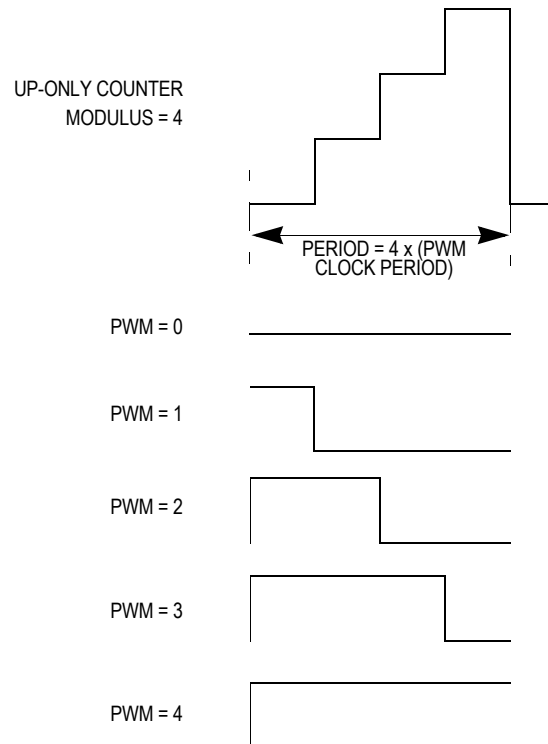 UP-ONLY COUNTER
MODULUS = 4
PERIOD = 4 x (PWM
CLOCK PERIOD)
PWM = 0
PWM = 1
PWM = 2
PWM = 3
PWM = 4